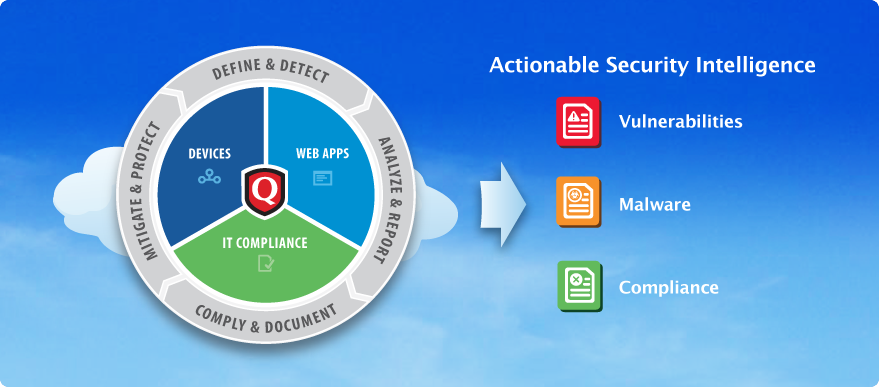 DEFINE & DETECT
ANALYZE & REPORT
COMPLY & DOCUMENT
MITIGATE & PROTECT
DEVICES
WEB APPS
Q
IT COMPLIANCE
Actionable Security Intelligence
Vulnerabilities
Malware
Compliance